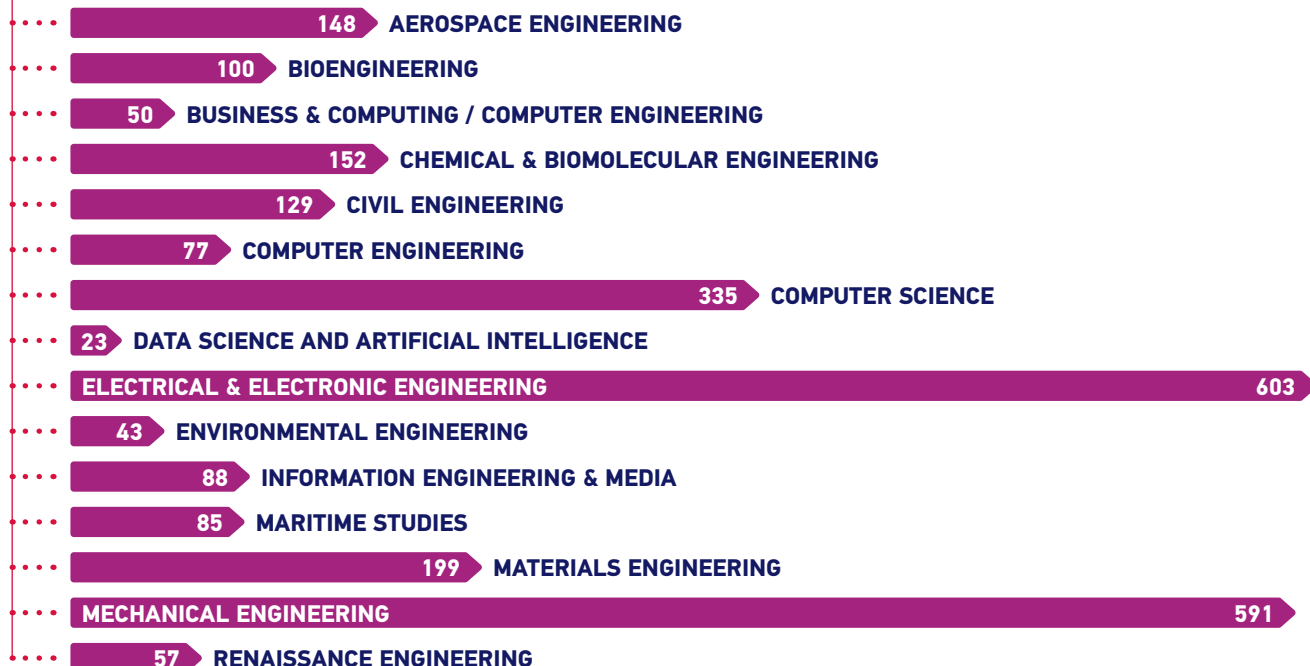 148 AEROSPACE ENGINEERING
100 BIOENGINEERING
50 BUSINESS & COMPUTING / COMPUTER ENGINEERING
152 CHEMICAL & BIOMOLECULAR ENGINEERING
129 CIVIL ENGINEERING
77 COMPUTER ENGINEERING
335 COMPUTER SCIENCE
23 DATA SCIENCE AND ARTIFICIAL INTELLIGENCE
ELECTRICAL & ELECTRONIC ENGINEERING 603
43 ENVIRONMENTAL ENGINEERING
88 INFORMATION ENGINEERING & MEDIA
85 MARITIME STUDIES
199 MATERIALS ENGINEERING
MECHANICAL ENGINEERING 591
57 RENAISSANCE ENGINEERING